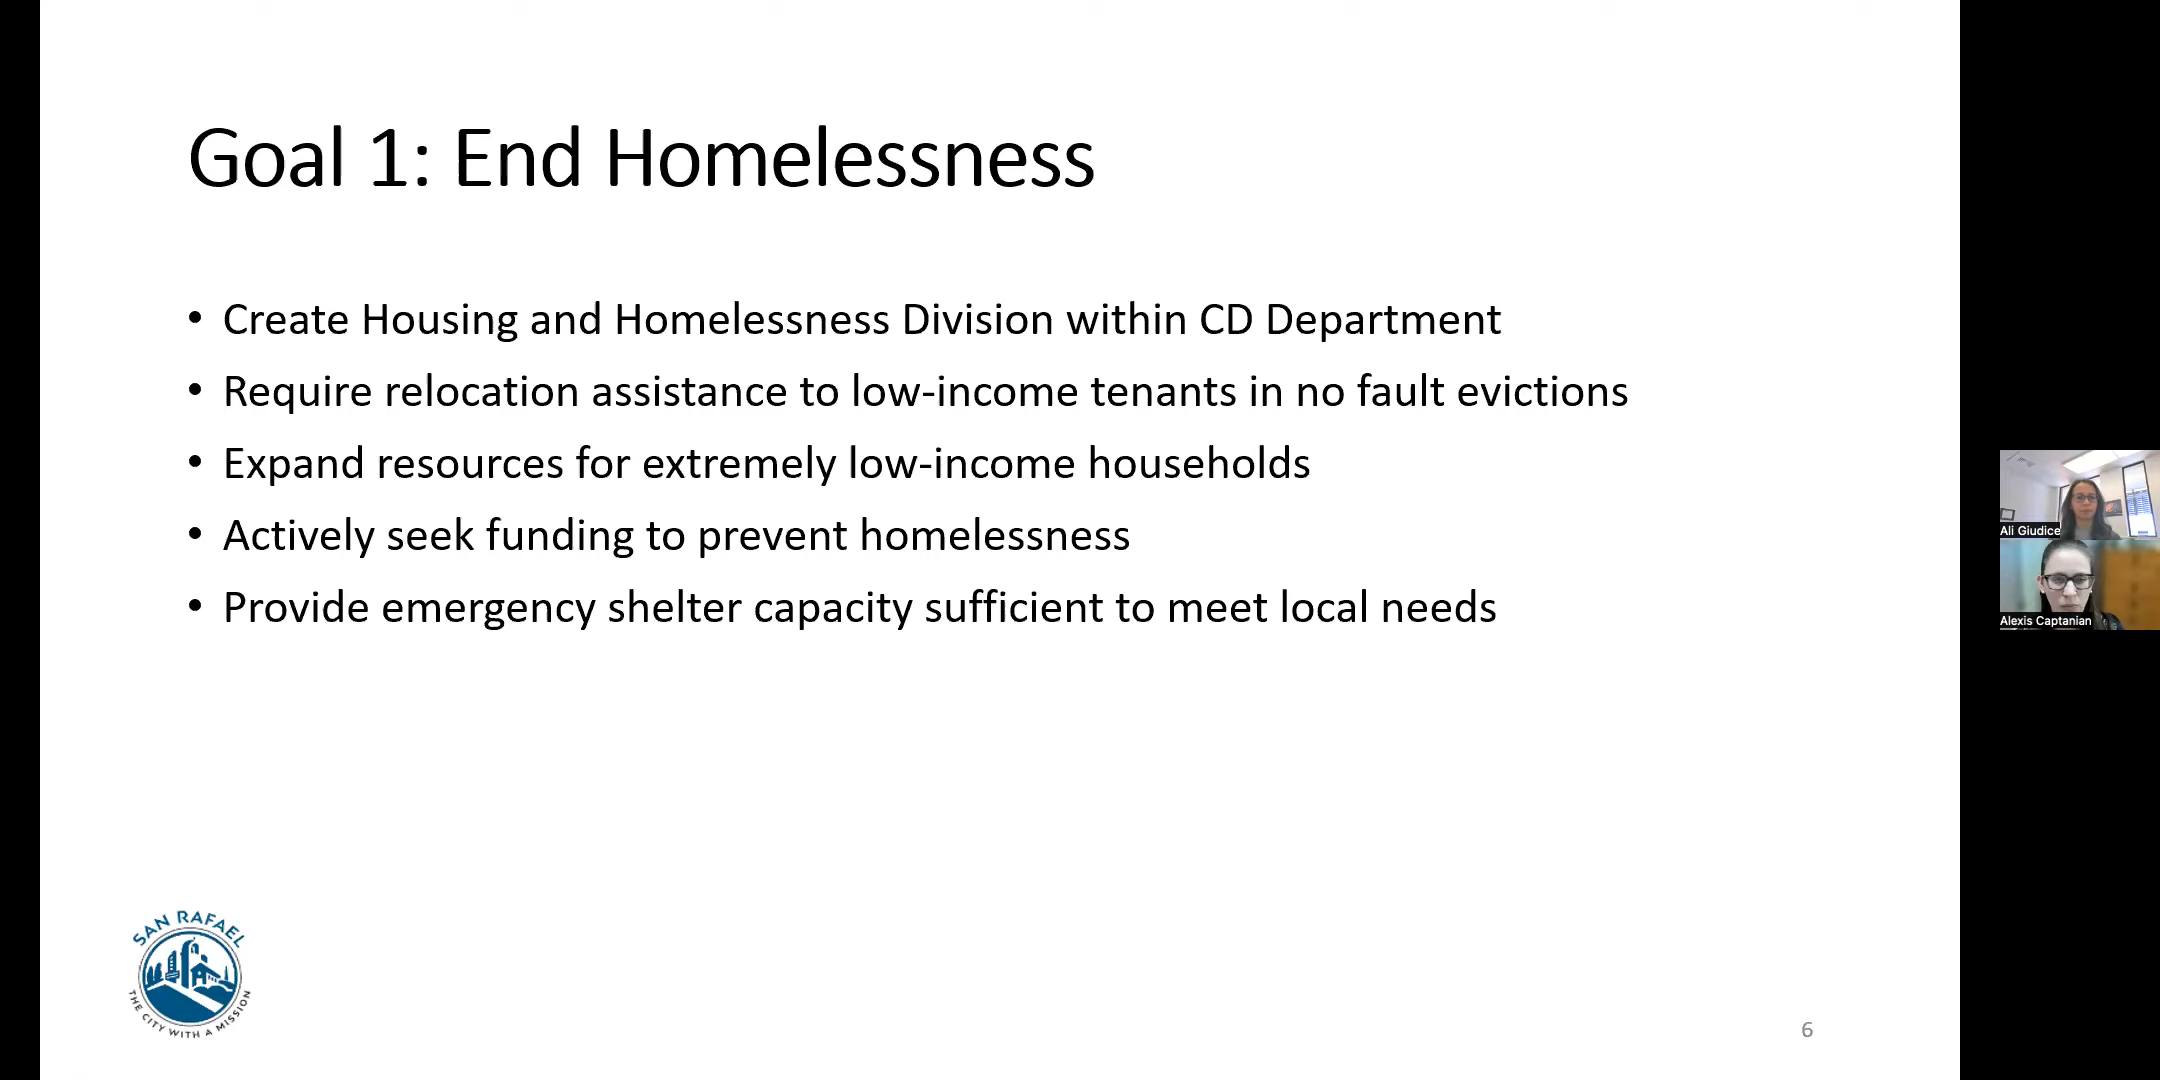 Goal 1: End Homelessness
• Create Housing and Homelessness Division within CD Department
• Require relocation assistance to low-income tenants in no fault evictions
• Expand resources for extremely low-income households
• Actively seek funding to prevent homelessness
• Provide emergency shelter capacity sufficient to meet local needs
Ali Giudice
Alexis Captanian
SAN RAFAEL
THE CITY WITH A MISSION
6